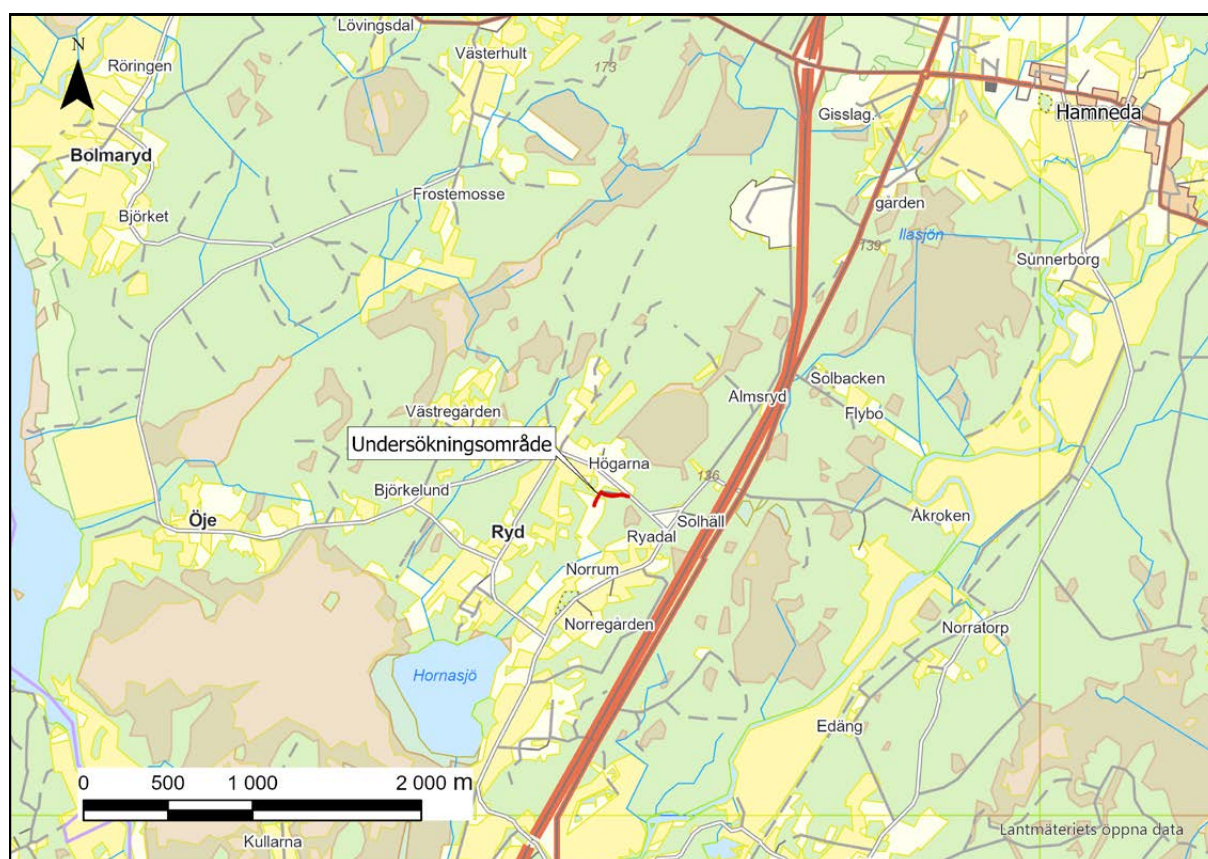 Lövingsdal
N
Västerhult
Röringen
173
Gisslag.
Hamneda
Bolmaryd
Frostemosse
gården
Björket
Ilasjön
139
Sunnerborg
Solbacken
Almsryd
Västregården
Flybo
Undersökningsområde
Högarna
136
Björkelund
Öje
Solhäll
Åkroken
Ryd
Ryadal
Norrum
Norregården
Norratorp
Hornasjö
Edäng
0 500 1 000 2 000 m
Lantmäteriets öppna data
Kullarna